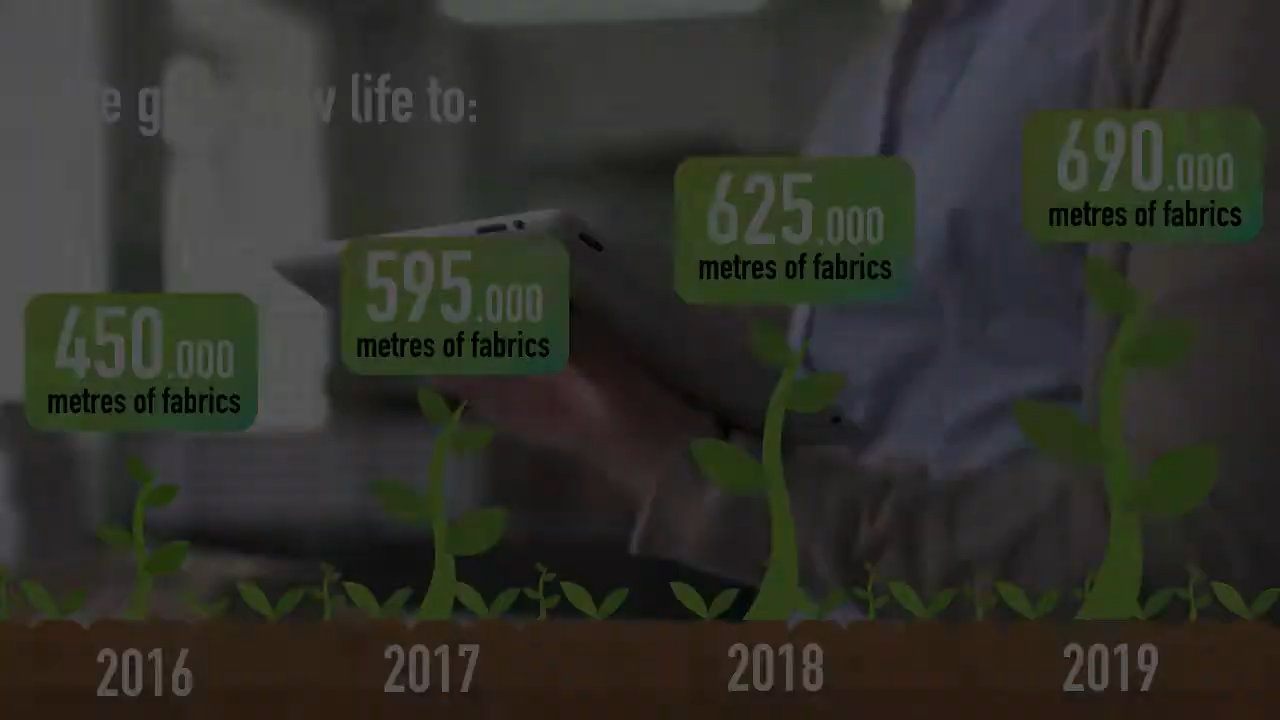 life to:
690.000
metres of fabrics
625.000
metres of fabrics
595.000
metres of fabrics
450.000
metres of fabrics
2016
2017
2018
2019